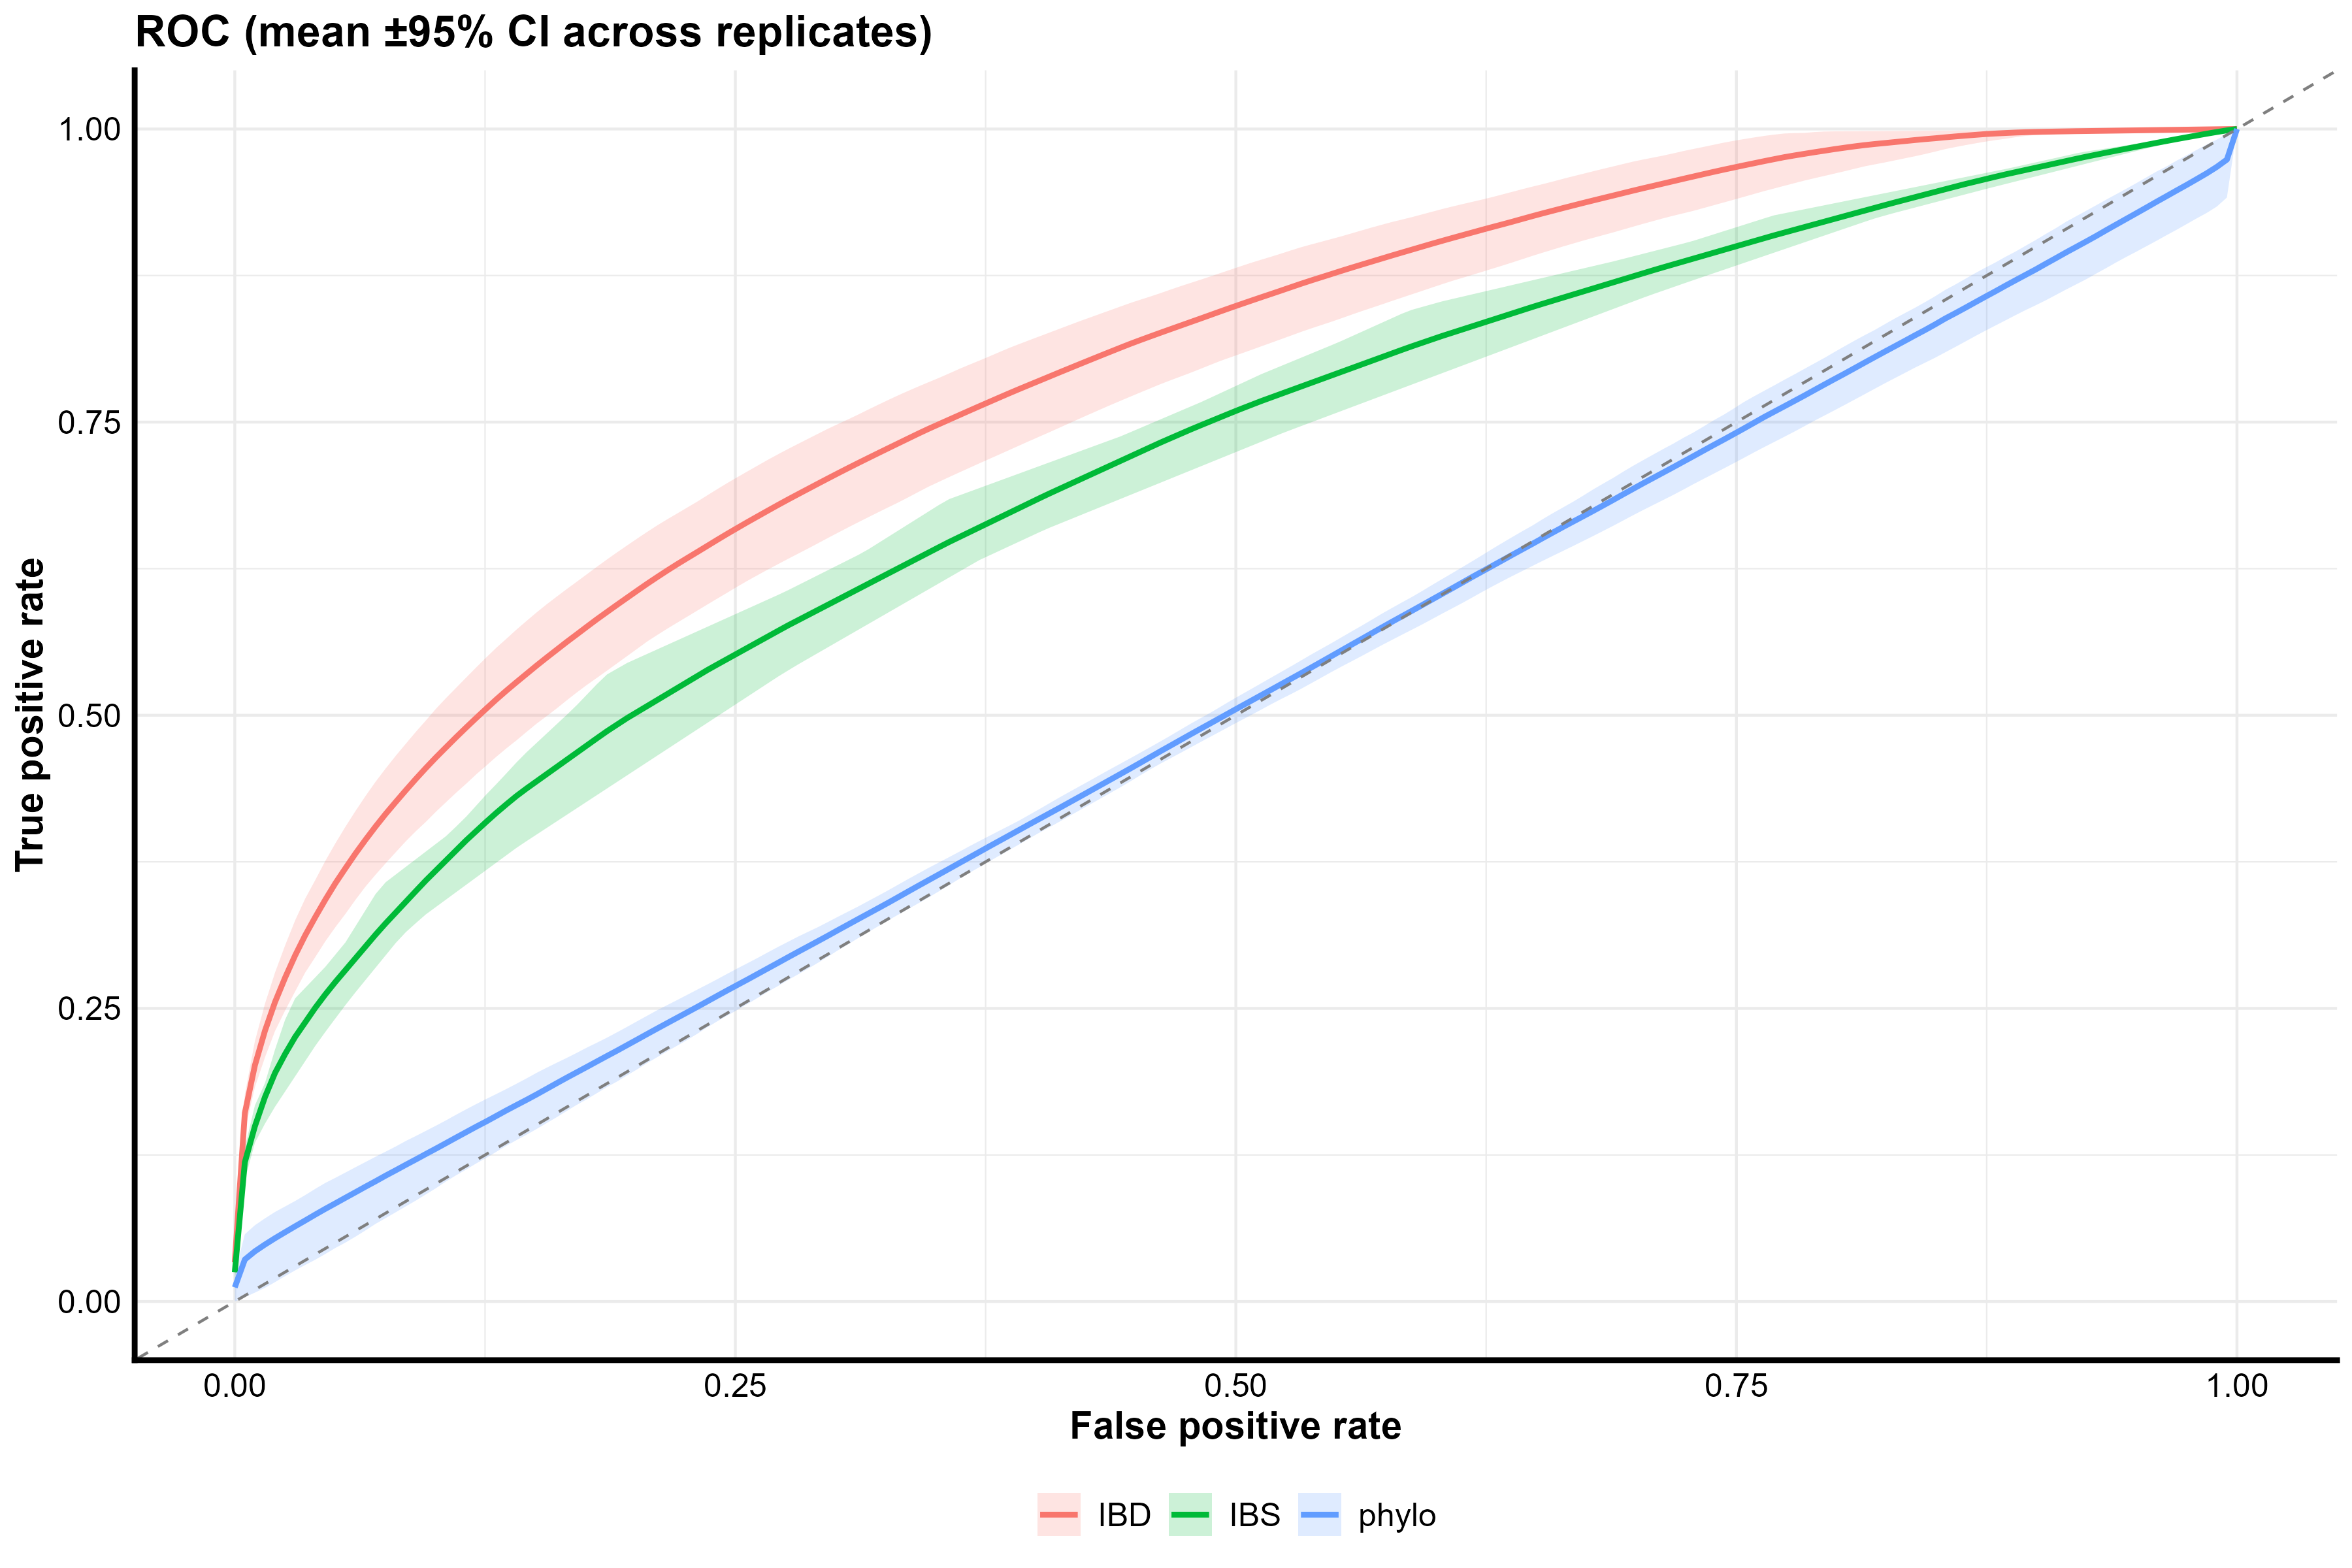 ROC (mean ±95% CI across replicates)
True positive rate
1.00
0.75
0.50
0.25
0.00
0.00 0.25 0.50 0.75 1.00
False positive rate
IBD IBS phylo